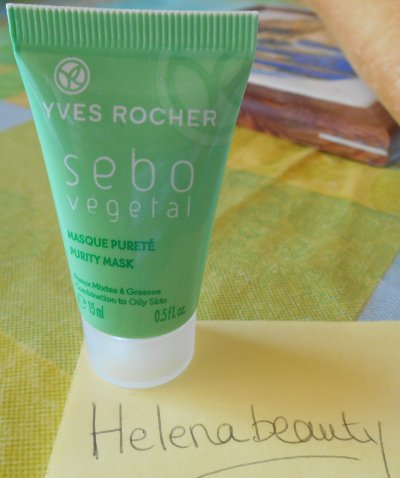 YVES ROCHER
sebo
végétal
MASQUE PURETÉ
PURITY MASK
Peaux Mixtes à Grasses
Combination to Oily Skin
℮ 15 ml 0.5 fl. oz.
Helenabeauty